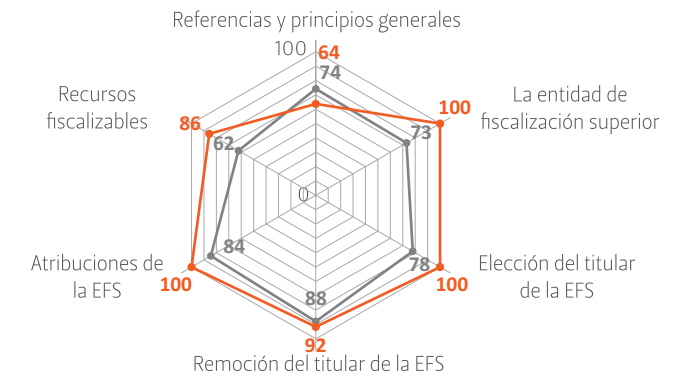 Referencias y principios generales
100
64
74
Recursos
fiscalizables
La entidad de
fiscalización superior
100
86
73
62
0
Atribuciones de
la EFS
84
100
Elección del titular
de la EFS
78
100
88
92
Remoción del titular de la EFS